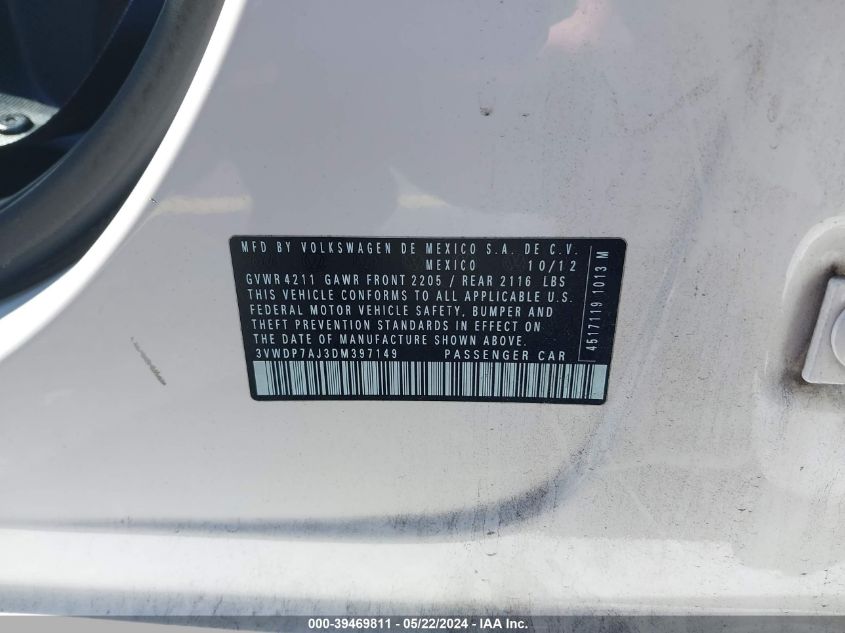 MFD BY VOLKSWAGEN DE MEXICO S.A. DE C.V.
MEXICO 10/12
GVWR 4211 GAWR FRONT 2205 / REAR 2116 LBS
THIS VEHICLE CONFORMS TO ALL APPLICABLE U.S.
FEDERAL MOTOR VEHICLE SAFETY, BUMPER AND
THEFT PREVENTION STANDARDS IN EFFECT ON
THE DATE OF MANUFACTURE SHOWN ABOVE.
3VWDP7AJ3DM397149 PASSENGER CAR
4517119 1013 M
000-39469811 - 05/22/2024 - IAA, Inc.